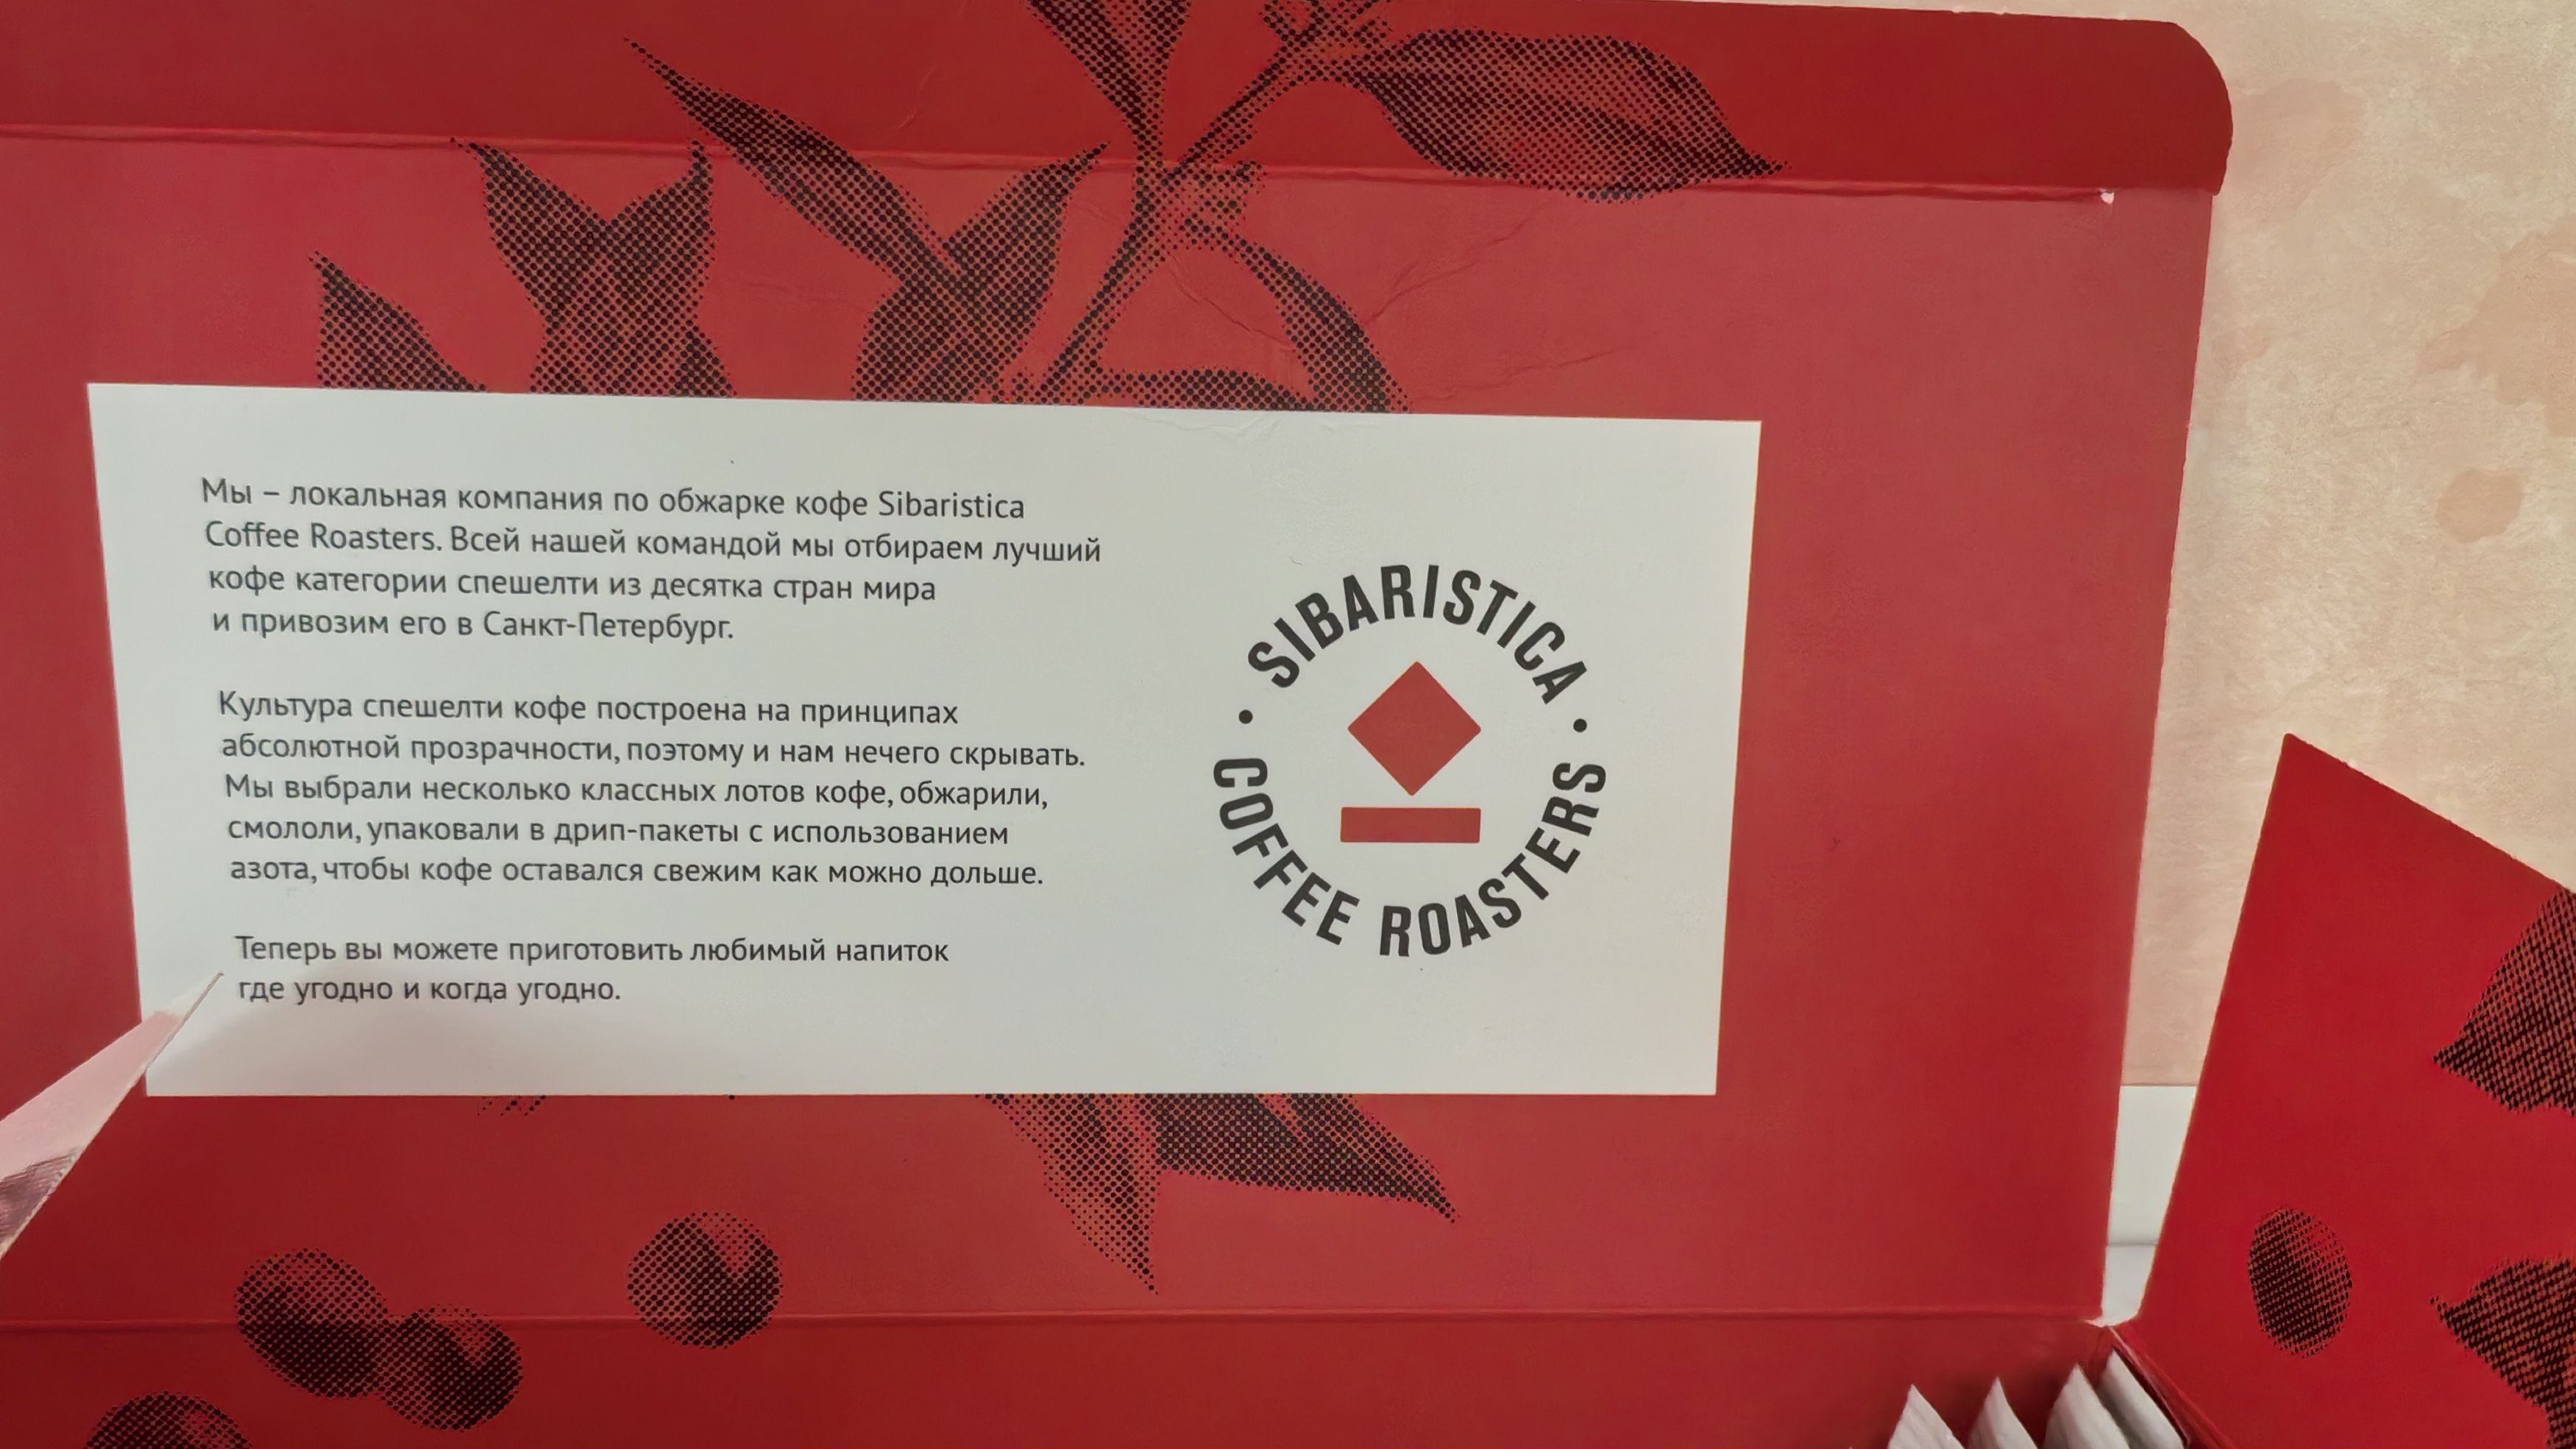 Мы – локальная компания по обжарке кофе Sibaristica
Coffee Roasters. Всей нашей командой мы отбираем лучший
кофе категории спешелти из десятка стран мира
и привозим его в Санкт-Петербург.
Культура спешелти кофе построена на принципах
абсолютной прозрачности, поэтому и нам нечего скрывать.
Мы выбрали несколько классных лотов кофе, обжарили,
смололи, упаковали в дрип-пакеты с использованием
азота, чтобы кофе оставался свежим как можно дольше.
Теперь вы можете приготовить любимый напиток
где угодно и когда угодно.
• SIBARISTICA •
COFFEE ROASTERS